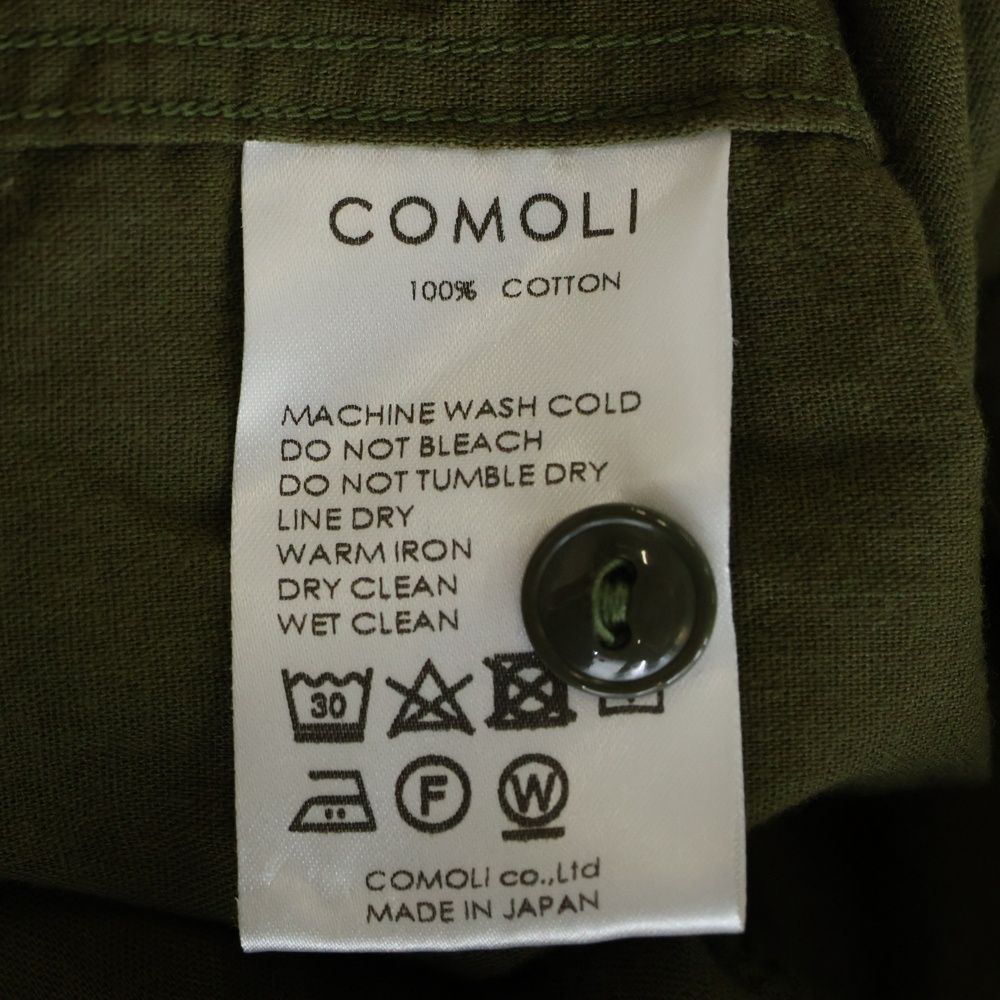 COMOLI
100% COTTON
MACHINE WASH COLD
DO NOT BLEACH
DO NOT TUMBLE DRY
LINE DRY
WARM IRON
DRY CLEAN
WET CLEAN
30
F
W
COMOLI co.,Ltd
MADE IN JAPAN